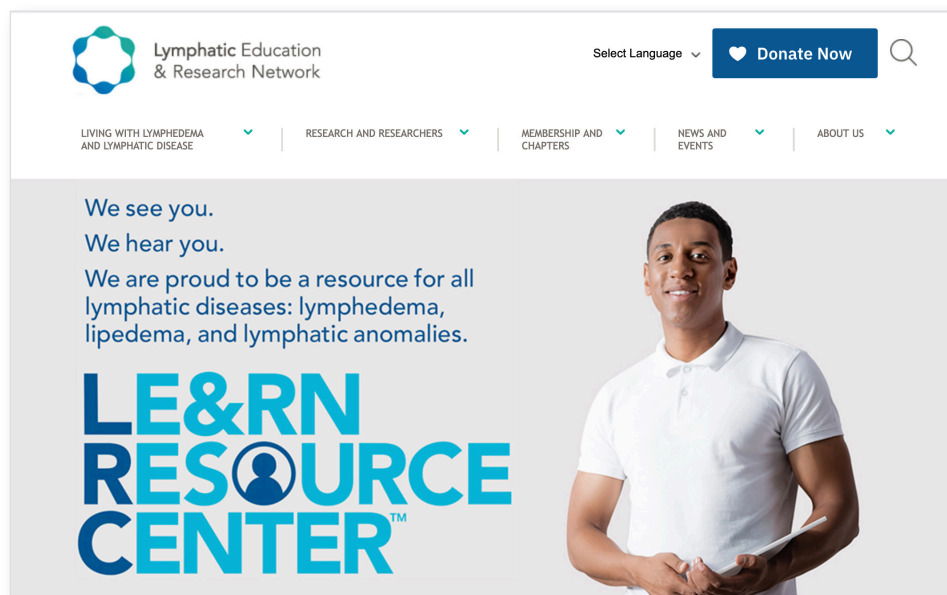 Lymphatic Education
& Research Network
Select Language
Donate Now
LIVING WITH LYMPHEDEMA
AND LYMPHATIC DISEASE
RESEARCH AND RESEARCHERS
MEMBERSHIP AND
CHAPTERS
NEWS AND
EVENTS
ABOUT US
We see you.
We hear you.
We are proud to be a resource for all
lymphatic diseases: lymphedema,
lipedema, and lymphatic anomalies.
LE&RN
RESOURCE
CENTER™